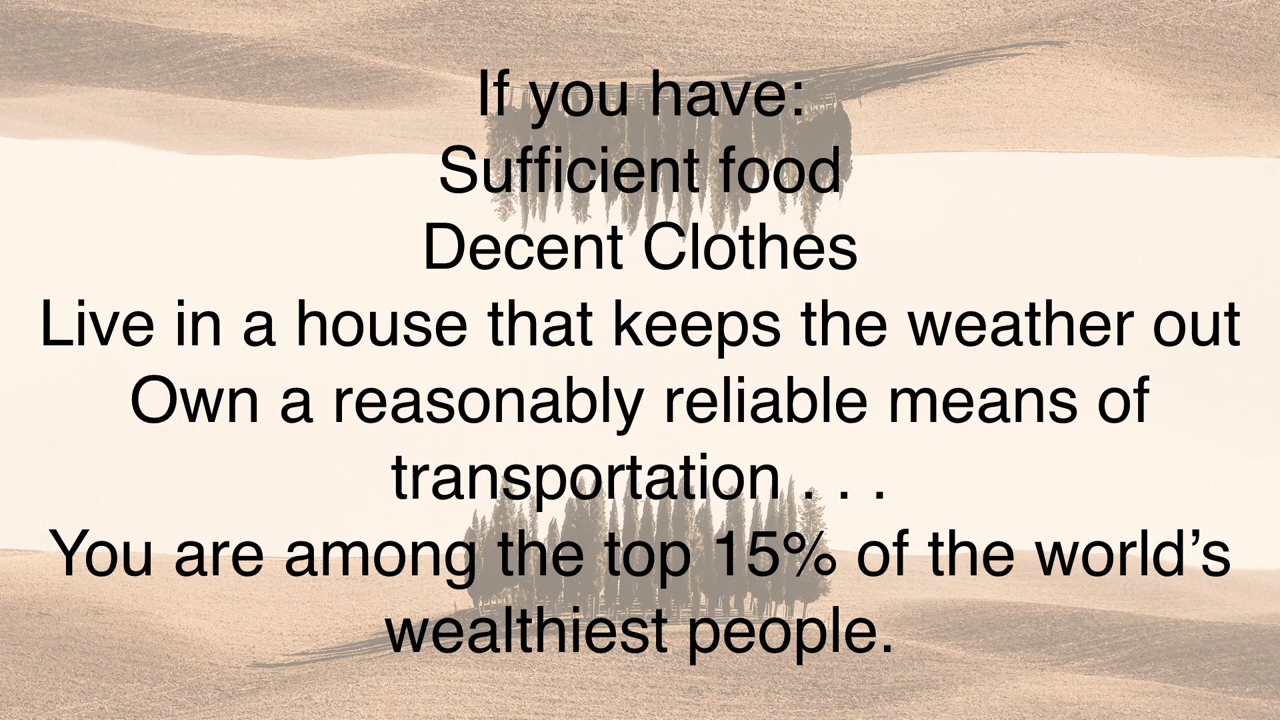 If you have:
Sufficient food
Decent Clothes
Live in a house that keeps the weather out
Own a reasonably reliable means of
transportation . . .
You are among the top 15% of the world’s
wealthiest people.